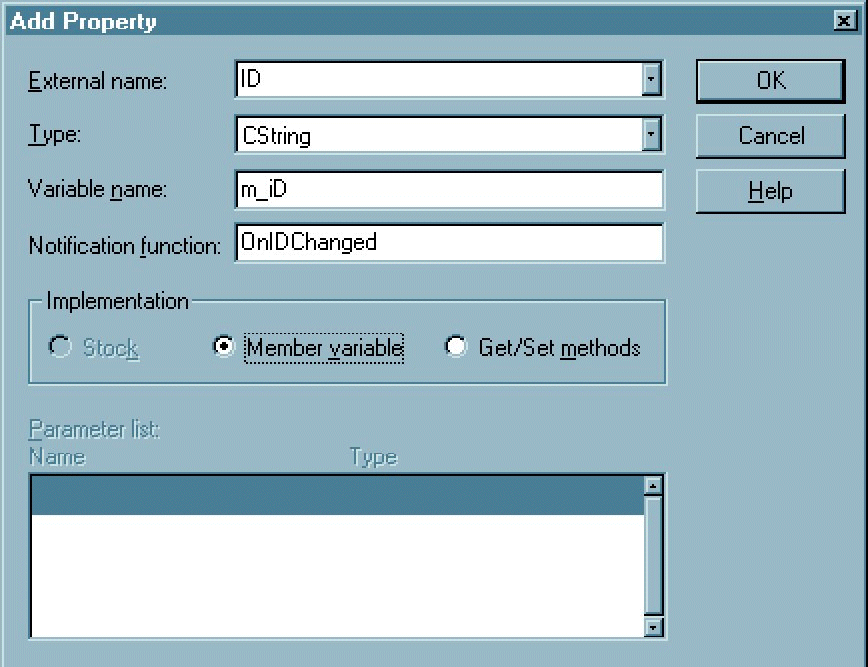 Add Property
External name: ID OK
Type: CString Cancel
Variable name: m_iD Help
Notification function: OnIDChanged
Implementation
Stock Member variable Get/Set methods
Parameter list:
Name Type